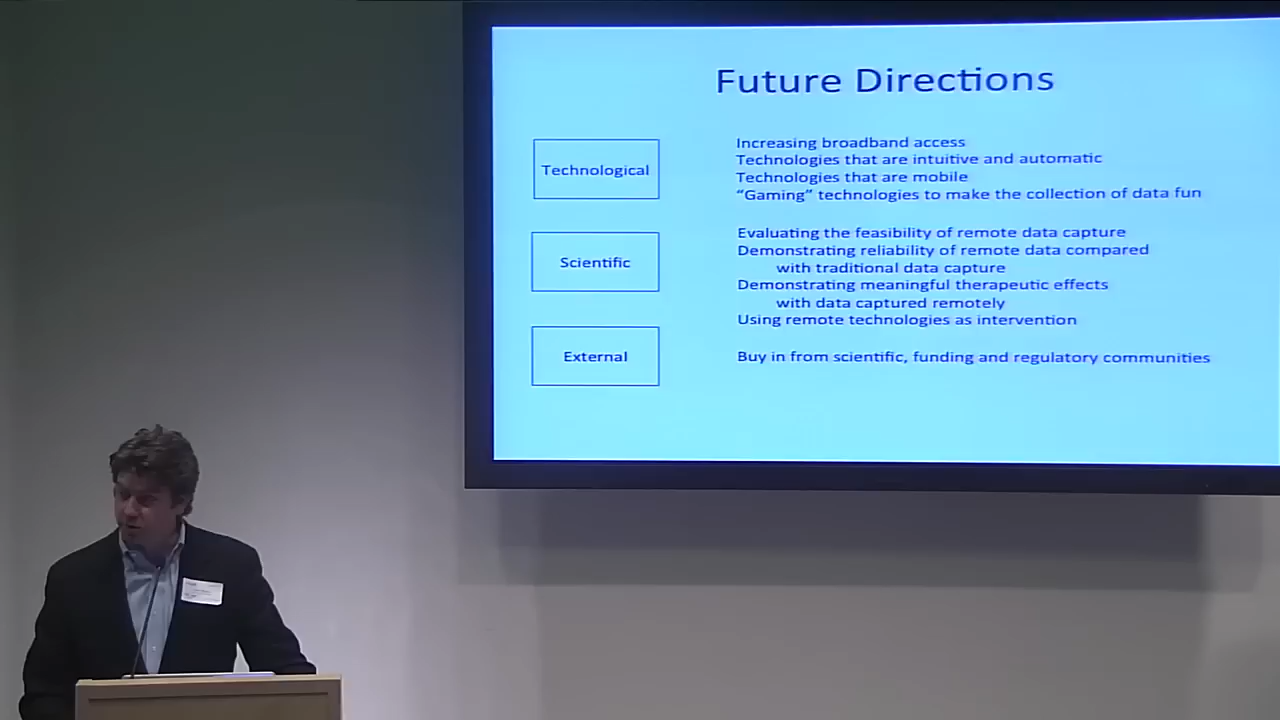 Future Directions
Technological
Increasing broadband access
Technologies that are intuitive and automatic
Technologies that are mobile
“Gaming” technologies to make the collection of data fun
Scientific
Evaluating the feasibility of remote data capture
Demonstrating reliability of remote data compared
with traditional data capture
Demonstrating meaningful therapeutic effects
with data captured remotely
Using remote technologies as intervention
External
Buy in from scientific, funding and regulatory communities